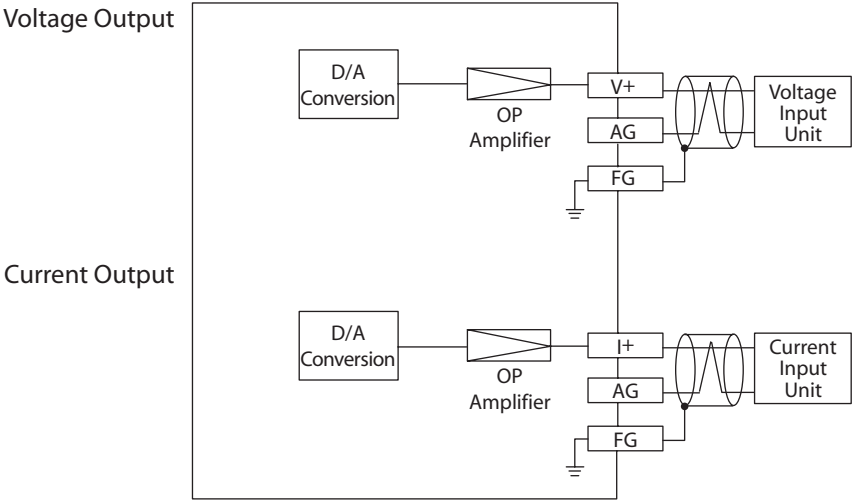 Voltage Output
D/A
Conversion
OP
Amplifier
V+
AG
FG
Voltage
Input
Unit
Current Output
D/A
Conversion
OP
Amplifier
I+
AG
FG
Current
Input
Unit